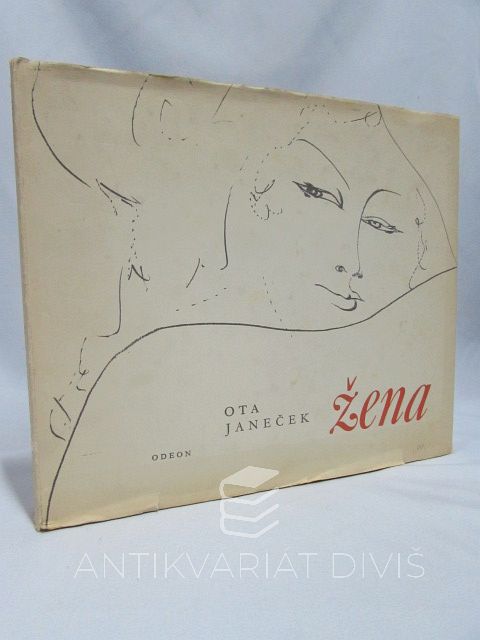 OTA
JANEČEK
žena
ODEON
ANTIKVARIÁT DIVIŠ